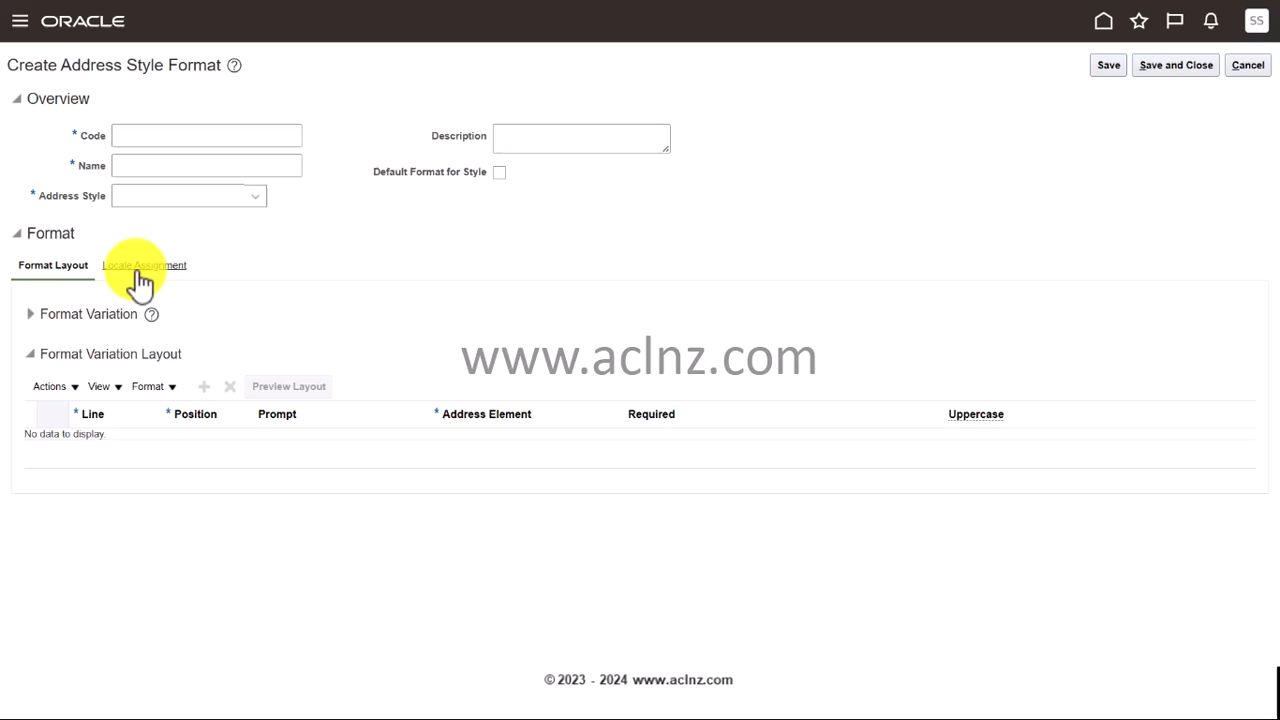 ORACLE
SS
Create Address Style Format ?
Save Save and Close Cancel
Overview
* Code
Description
* Name
Default Format for Style
* Address Style
Format
Format Layout Locale Assignment
Format Variation ?
Format Variation Layout
www.aclnz.com
Actions View Format Preview Layout
* Line * Position Prompt * Address Element Required Uppercase
No data to display.
© 2023 - 2024 www.aclnz.com